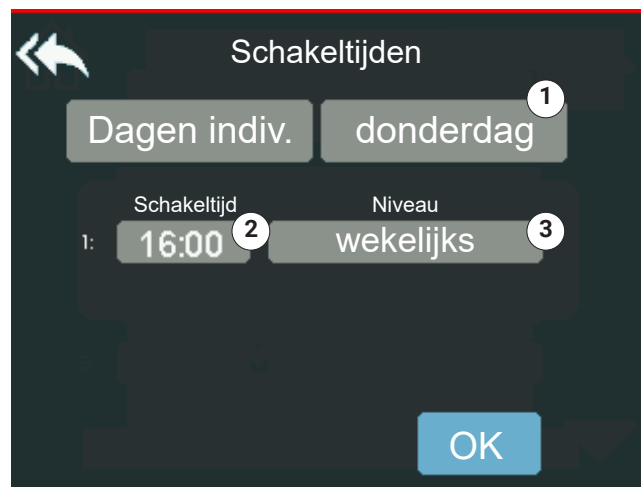 Schakeltijden
Dagen indiv. donderdag 1
Schakeltijd Niveau
1: 16:00 2 wekelijks 3
OK